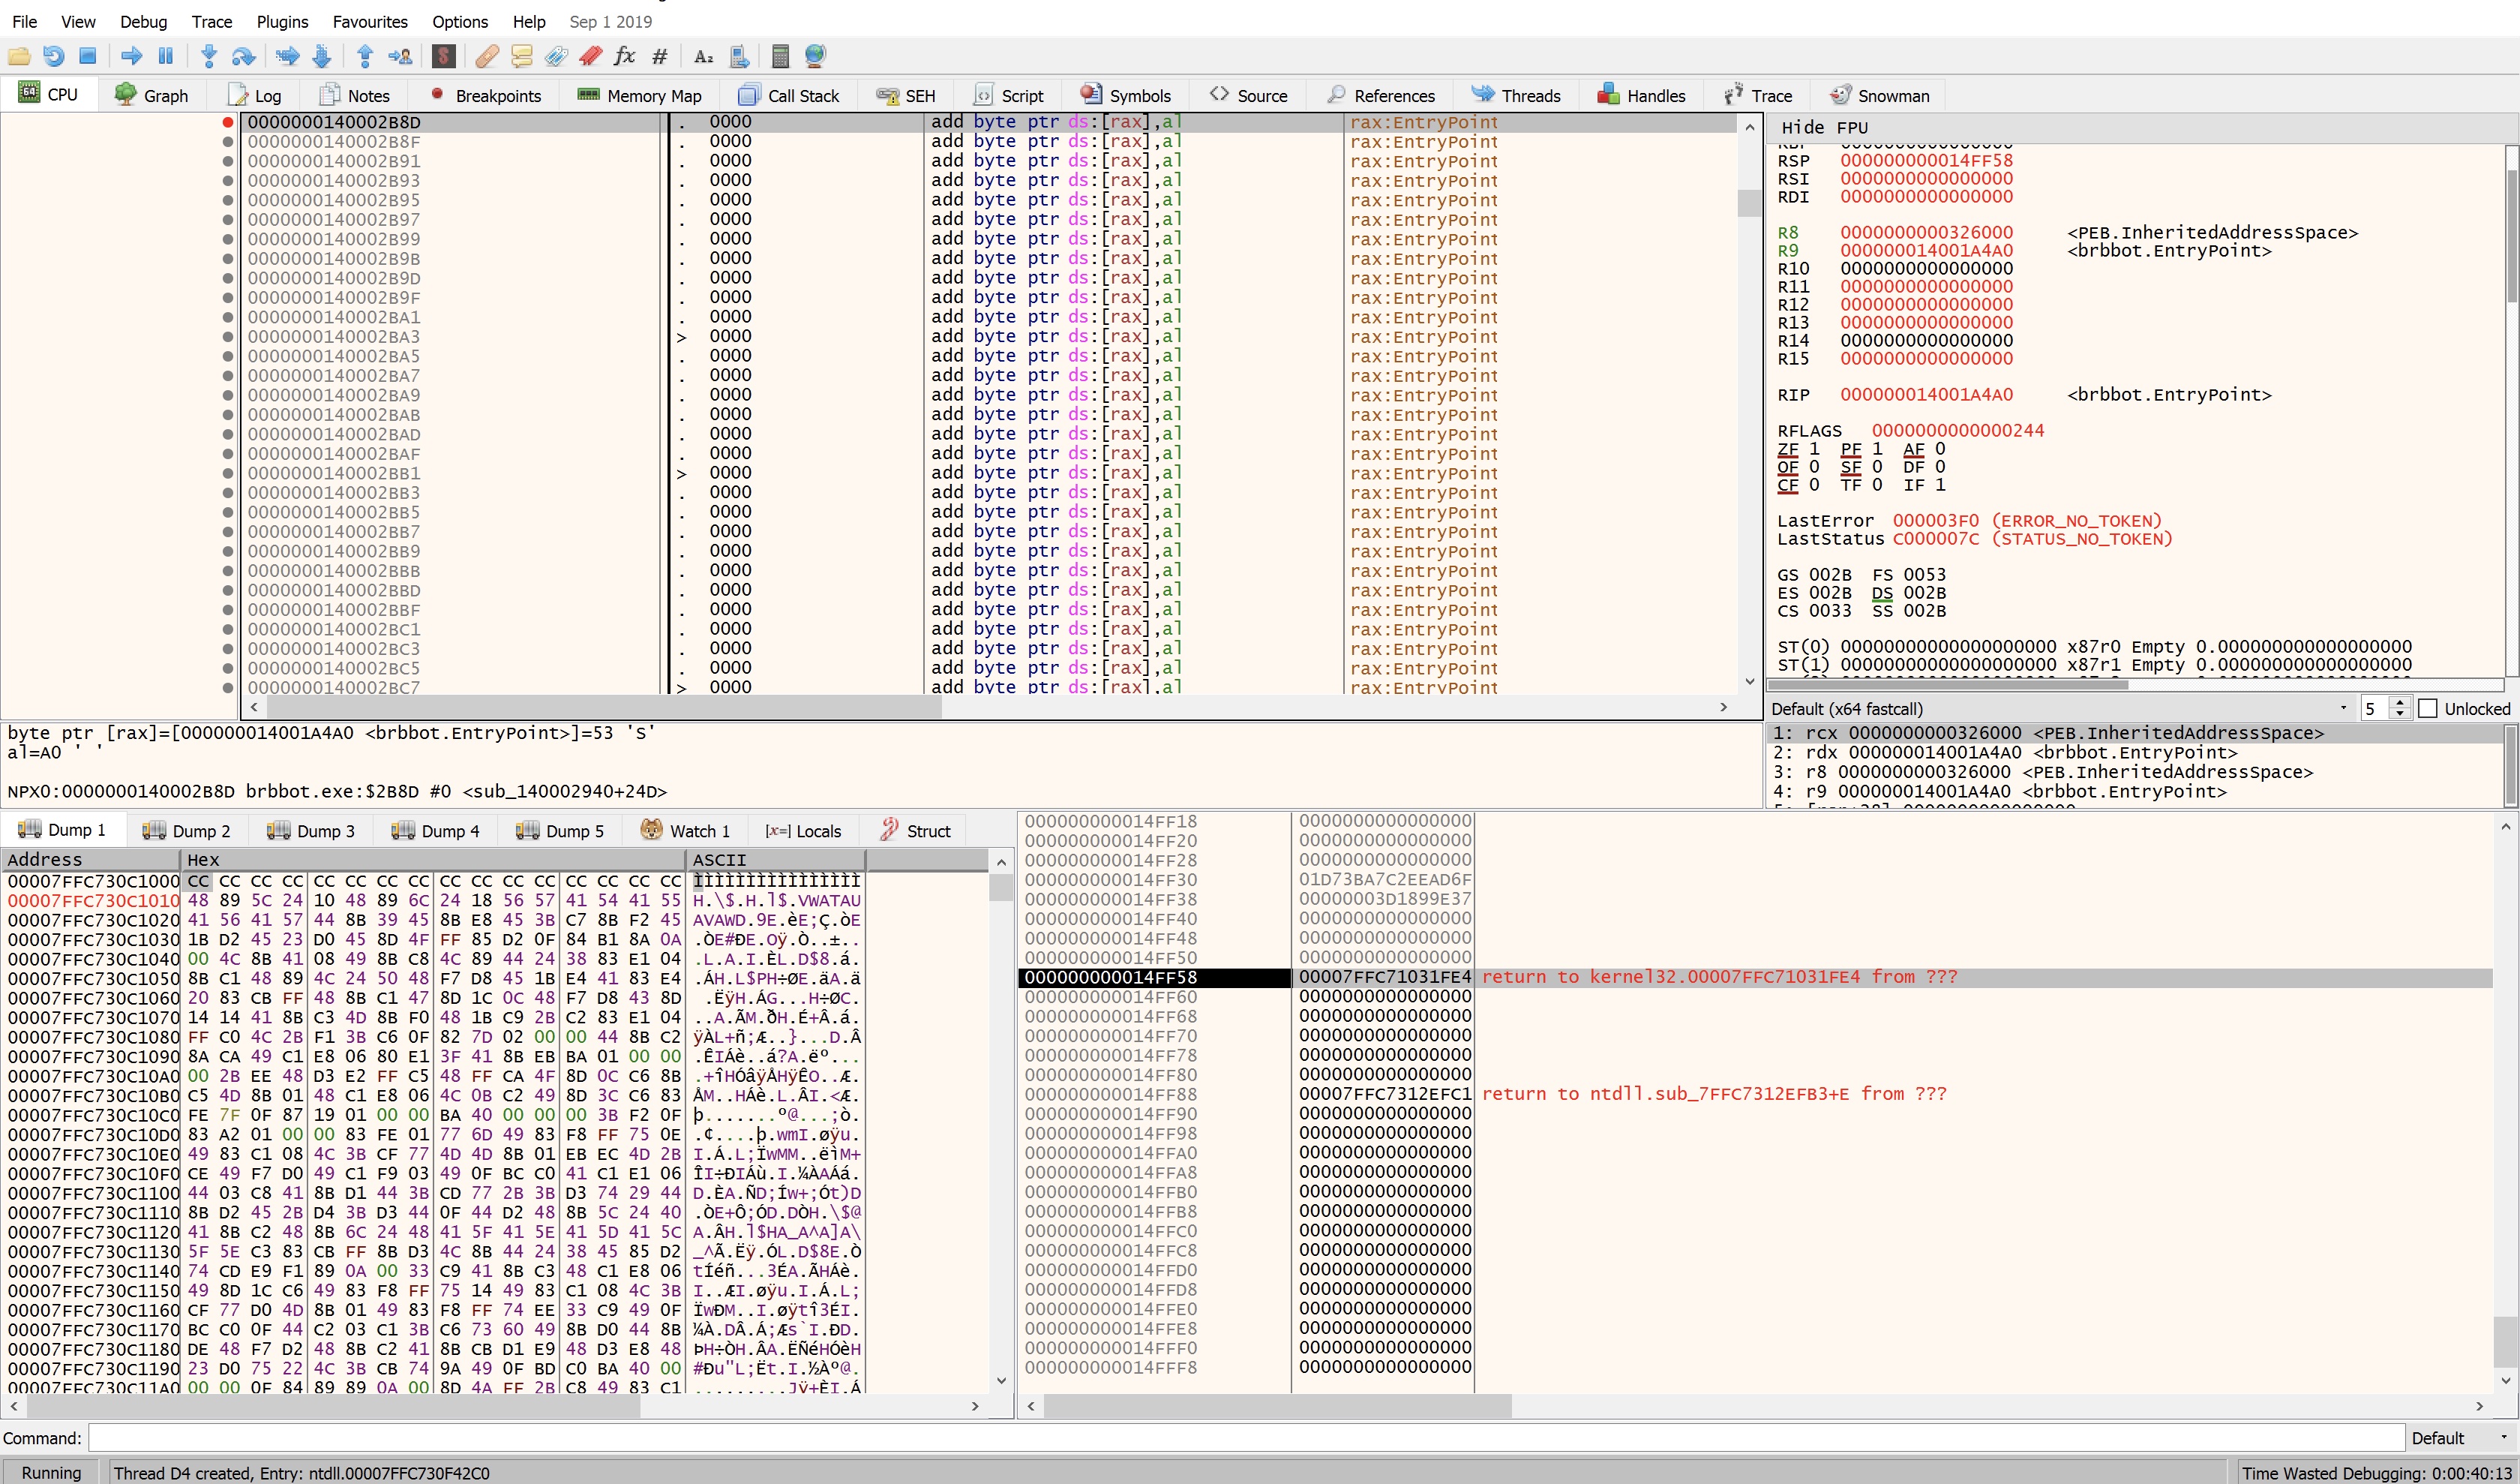 File View Debug Trace Plugins Favourites Options Help Sep 1 2019
CPU Graph Log Notes Breakpoints Memory Map Call Stack SEH Script Symbols Source References Threads Handles Trace Snowman
0000000140002B8D . 0000 add byte ptr ds:[rax],al rax:EntryPoint
0000000140002B8F . 0000 add byte ptr ds:[rax],al rax:EntryPoint
0000000140002B91 . 0000 add byte ptr ds:[rax],al rax:EntryPoint
0000000140002B93 . 0000 add byte ptr ds:[rax],al rax:EntryPoint
0000000140002B95 . 0000 add byte ptr ds:[rax],al rax:EntryPoint
0000000140002B97 . 0000 add byte ptr ds:[rax],al rax:EntryPoint
0000000140002B99 . 0000 add byte ptr ds:[rax],al rax:EntryPoint
0000000140002B9B . 0000 add byte ptr ds:[rax],al rax:EntryPoint
0000000140002B9D . 0000 add byte ptr ds:[rax],al rax:EntryPoint
0000000140002B9F . 0000 add byte ptr ds:[rax],al rax:EntryPoint
0000000140002BA1 . 0000 add byte ptr ds:[rax],al rax:EntryPoint
0000000140002BA3 > 0000 add byte ptr ds:[rax],al rax:EntryPoint
0000000140002BA5 . 0000 add byte ptr ds:[rax],al rax:EntryPoint
0000000140002BA7 . 0000 add byte ptr ds:[rax],al rax:EntryPoint
0000000140002BA9 . 0000 add byte ptr ds:[rax],al rax:EntryPoint
0000000140002BAB . 0000 add byte ptr ds:[rax],al rax:EntryPoint
0000000140002BAD . 0000 add byte ptr ds:[rax],al rax:EntryPoint
0000000140002BAF . 0000 add byte ptr ds:[rax],al rax:EntryPoint
0000000140002BB1 > 0000 add byte ptr ds:[rax],al rax:EntryPoint
0000000140002BB3 . 0000 add byte ptr ds:[rax],al rax:EntryPoint
0000000140002BB5 . 0000 add byte ptr ds:[rax],al rax:EntryPoint
0000000140002BB7 . 0000 add byte ptr ds:[rax],al rax:EntryPoint
0000000140002BB9 . 0000 add byte ptr ds:[rax],al rax:EntryPoint
0000000140002BBB . 0000 add byte ptr ds:[rax],al rax:EntryPoint
0000000140002BBD . 0000 add byte ptr ds:[rax],al rax:EntryPoint
0000000140002BBF . 0000 add byte ptr ds:[rax],al rax:EntryPoint
0000000140002BC1 . 0000 add byte ptr ds:[rax],al rax:EntryPoint
0000000140002BC3 . 0000 add byte ptr ds:[rax],al rax:EntryPoint
0000000140002BC5 . 0000 add byte ptr ds:[rax],al rax:EntryPoint
0000000140002BC7 > 0000 add byte ptr ds:[rax],al rax:EntryPoint
Hide FPU
RSP 000000000014FF58
RSI 0000000000000000
RDI 0000000000000000
R8 0000000000326000 <PEB.InheritedAddressSpace>
R9 000000014001A4A0 <brbbot.EntryPoint>
R10 0000000000000000
R11 0000000000000000
R12 0000000000000000
R13 0000000000000000
R14 0000000000000000
R15 0000000000000000
RIP 000000014001A4A0 <brbbot.EntryPoint>
RFLAGS 0000000000000244
ZF 1 PF 1 AF 0
OF 0 SF 0 DF 0
CF 0 TF 0 IF 1
LastError 000003F0 (ERROR_NO_TOKEN)
LastStatus C000007C (STATUS_NO_TOKEN)
GS 002B FS 0053
ES 002B DS 002B
CS 0033 SS 002B
ST(0) 00000000000000000000 x87r0 Empty 0.000000000000000000
ST(1) 00000000000000000000 x87r1 Empty 0.000000000000000000
Default (x64 fastcall) 5 Unlocked
1: rcx 0000000000326000 <PEB.InheritedAddressSpace>
2: rdx 000000014001A4A0 <brbbot.EntryPoint>
3: r8 0000000000326000 <PEB.InheritedAddressSpace>
4: r9 000000014001A4A0 <brbbot.EntryPoint>
byte ptr [rax]=[000000014001A4A0 <brbbot.EntryPoint>]=53 'S'
al=A0 ' '
NPX0:0000000140002B8D brbbot.exe:$2B8D #0 <sub_140002940+24D>
Dump 1 Dump 2 Dump 3 Dump 4 Dump 5 Watch 1 [x=] Locals Struct
Address Hex ASCII
00007FFC730C1000 CC CC CC CC CC CC CC CC CC CC CC CC CC CC CC CC ÌÌÌÌÌÌÌÌÌÌÌÌÌÌÌÌ
00007FFC730C1010 48 89 5C 24 10 48 89 6C 24 18 56 57 41 54 41 55 H.\$.H.l$.VWATAU
00007FFC730C1020 41 56 41 57 44 8B 39 45 8B E8 45 3B C7 8B F2 45 AVAWD.9E.èE;Ç.òE
00007FFC730C1030 1B D2 45 23 D0 45 8D 4F FF 85 D2 0F 84 B1 8A 0A .ÒE#ÐE.Oÿ.Ò..±..
00007FFC730C1040 00 4C 8B 41 08 49 8B C8 4C 89 44 24 38 83 E1 04 .L.A.I.ÈL.D$8.á.
00007FFC730C1050 8B C1 48 89 4C 24 50 48 F7 D8 45 1B E4 41 83 E4 .ÁH.L$PH÷ØE.äA.ä
00007FFC730C1060 20 83 CB FF 48 8B C1 47 8D 1C 0C 48 F7 D8 43 8D .ËÿH.ÁG...H÷ØC.
00007FFC730C1070 14 14 41 8B C3 4D 8B F0 48 1B C9 2B C2 83 E1 04 ..A.ÃM.ðH.É+Â.á.
00007FFC730C1080 FF C0 4C 2B F1 3B C6 0F 82 7D 02 00 00 44 8B C2 ÿÀL+ñ;Æ..}...D.Â
00007FFC730C1090 8A CA 49 C1 E8 06 80 E1 3F 41 8B EB BA 01 00 00 .ÊIÁè..á?A.ëº...
00007FFC730C10A0 00 2B EE 48 D3 E2 FF C5 48 FF CA 4F 8D 0C C6 8B .+îHÓâÿÅHÿÊO..Æ.
00007FFC730C10B0 C5 4D 8B 01 48 C1 E8 06 4C 0B C2 49 8D 3C C6 83 ÅM..HÁè.L.ÂI.<Æ.
00007FFC730C10C0 FE 7F 0F 87 19 01 00 00 BA 40 00 00 00 3B F2 0F þ.......º@...;ò.
00007FFC730C10D0 83 A2 01 00 00 83 FE 01 77 6D 49 83 F8 FF 75 0E .¢....þ.wmI.øÿu.
00007FFC730C10E0 49 83 C1 08 4C 3B CF 77 4D 4D 8B 01 EB EC 4D 2B I.Á.L;ÏwMM..ëìM+
00007FFC730C10F0 CE 49 F7 D0 49 C1 F9 03 49 0F BC C0 41 C1 E1 06 ÎI÷ÐIÁù.I.¼ÀAÁá.
00007FFC730C1100 44 03 C8 41 8B D1 44 3B CD 77 2B 3B D3 74 29 44 D.ÈA.ÑD;Íw+;Ót)D
00007FFC730C1110 8B D2 45 2B D4 3B D3 44 0F 44 D2 48 8B 5C 24 40 .ÒE+Ô;ÓD.DÒH.\$@
00007FFC730C1120 41 8B C2 48 8B 6C 24 48 41 5F 41 5E 41 5D 41 5C A.ÂH.l$HA_A^A]A\
00007FFC730C1130 5F 5E C3 83 CB FF 8B D3 4C 8B 44 24 38 45 85 D2 _^Ã.Ëÿ.ÓL.D$8E.Ò
00007FFC730C1140 74 CD E9 F1 89 0A 00 33 C9 41 8B C3 48 C1 E8 06 tÍéñ...3ÉA.ÃHÁè.
00007FFC730C1150 49 8D 1C C6 49 83 F8 FF 75 14 49 83 C1 08 4C 3B I..ÆI.øÿu.I.Á.L;
00007FFC730C1160 CF 77 D0 4D 8B 01 49 83 F8 FF 74 EE 33 C9 49 0F ÏwÐM..I.øÿtî3ÉI.
00007FFC730C1170 BC C0 0F 44 C2 03 C1 3B C6 73 60 49 8B D0 44 8B ¼À.DÂ.Á;Æs`I.ÐD.
00007FFC730C1180 DE 48 F7 D2 48 8B C2 41 8B CB D1 E9 48 D3 E8 48 ÞH÷ÒH.ÂA.ËÑéHÓèH
00007FFC730C1190 23 D0 75 22 4C 3B CB 74 9A 49 0F BD C0 BA 40 00 #Ðu"L;Ët.I.½Àº@.
00007FFC730C11A0 00 00 0F 84 89 89 0A 00 8D 4A FF 2B C8 49 83 C1 .........Jÿ+ÈI.Á
000000000014FF18 0000000000000000
000000000014FF20 0000000000000000
000000000014FF28 0000000000000000
000000000014FF30 01D73BA7C2EEAD6F
000000000014FF38 00000003D1899E37
000000000014FF40 0000000000000000
000000000014FF48 0000000000000000
000000000014FF50 0000000000000000
000000000014FF58 00007FFC71031FE4 return to kernel32.00007FFC71031FE4 from ???
000000000014FF60 0000000000000000
000000000014FF68 0000000000000000
000000000014FF70 0000000000000000
000000000014FF78 0000000000000000
000000000014FF80 0000000000000000
000000000014FF88 00007FFC7312EFC1 return to ntdll.sub_7FFC7312EFB3+E from ???
000000000014FF90 0000000000000000
000000000014FF98 0000000000000000
000000000014FFA0 0000000000000000
000000000014FFA8 0000000000000000
000000000014FFB0 0000000000000000
000000000014FFB8 0000000000000000
000000000014FFC0 0000000000000000
000000000014FFC8 0000000000000000
000000000014FFD0 0000000000000000
000000000014FFD8 0000000000000000
000000000014FFE0 0000000000000000
000000000014FFE8 0000000000000000
000000000014FFF0 0000000000000000
000000000014FFF8 0000000000000000
Command: Default
Running Thread D4 created, Entry: ntdll.00007FFC730F42C0 Time Wasted Debugging: 0:00:40:13